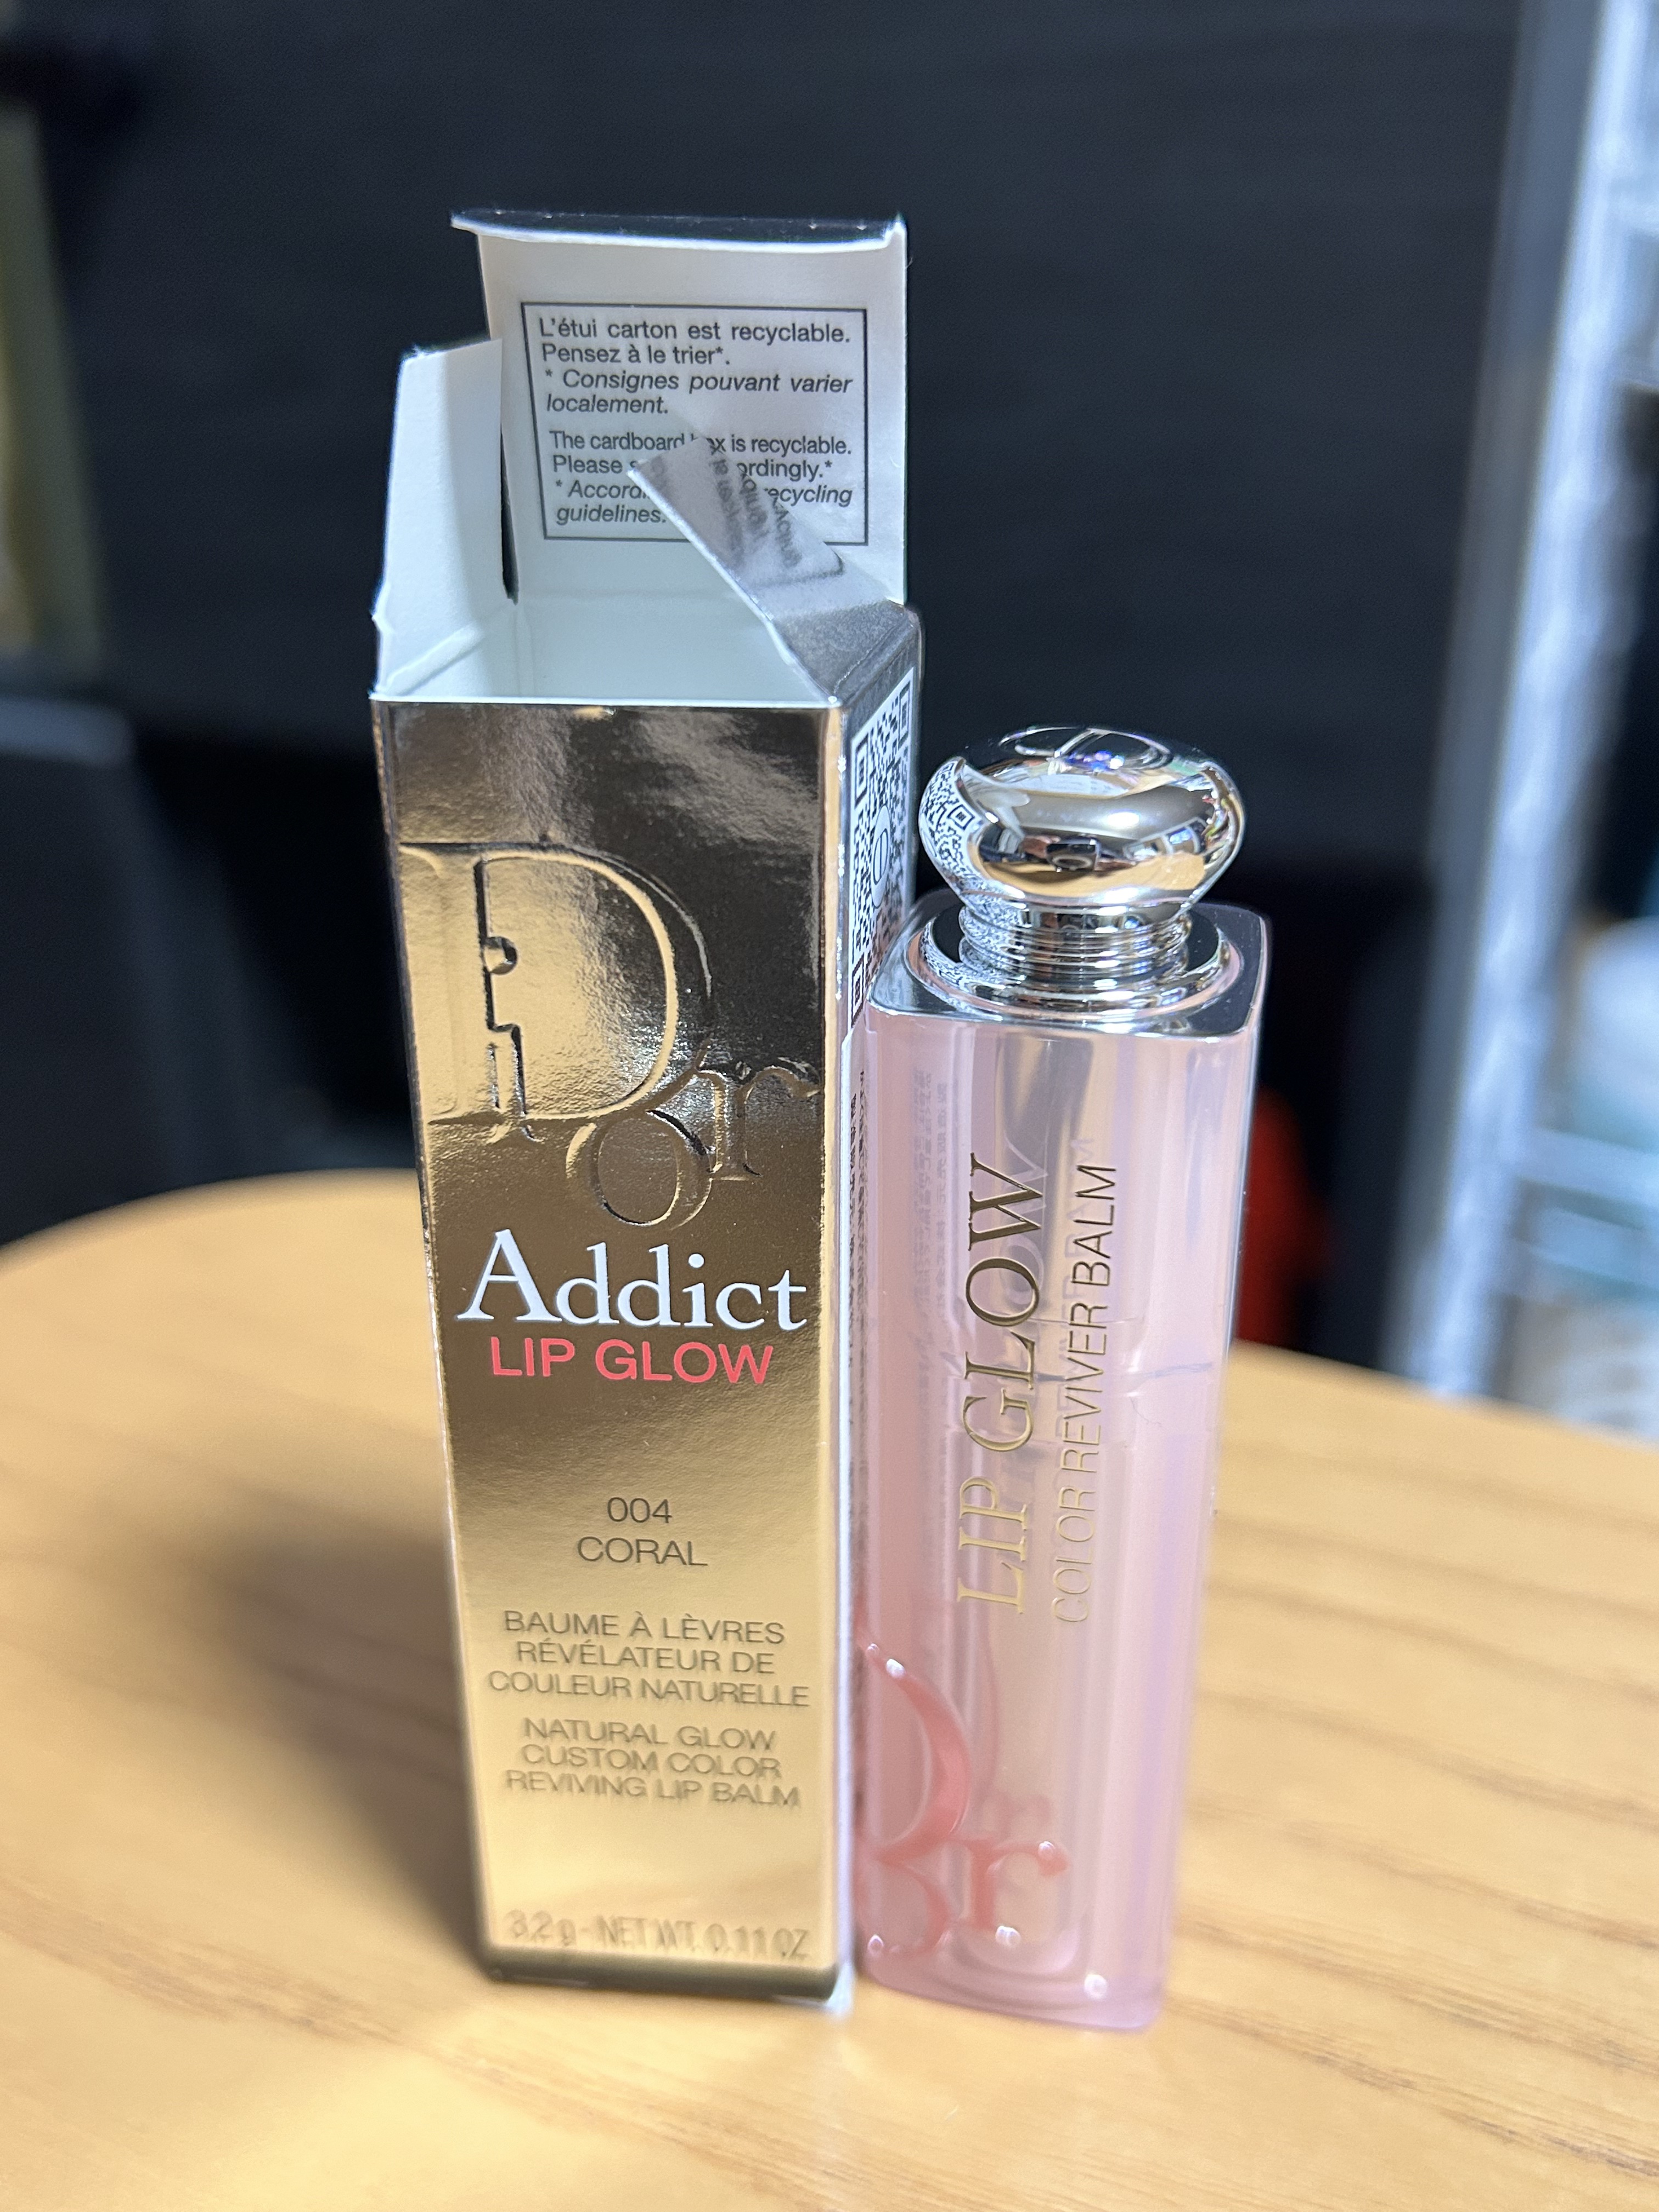 L'étui carton est recyclable.
Pensez à le trier*.
* Consignes pouvant varier
localement.
The cardboard is recyclable.
Please
recycling
guidelines.
Dior
Addict
LIP GLOW
004
CORAL
BAUME À LÈVRES
RÉVÉLATEUR DE
COULEUR NATURELLE
NATURAL GLOW
CUSTOM COLOR
REVIVING LIP BALM
3.2 g - NET WT. 0.11 OZ
LIP GLOW
COLOR REVIVER BALM
Dior